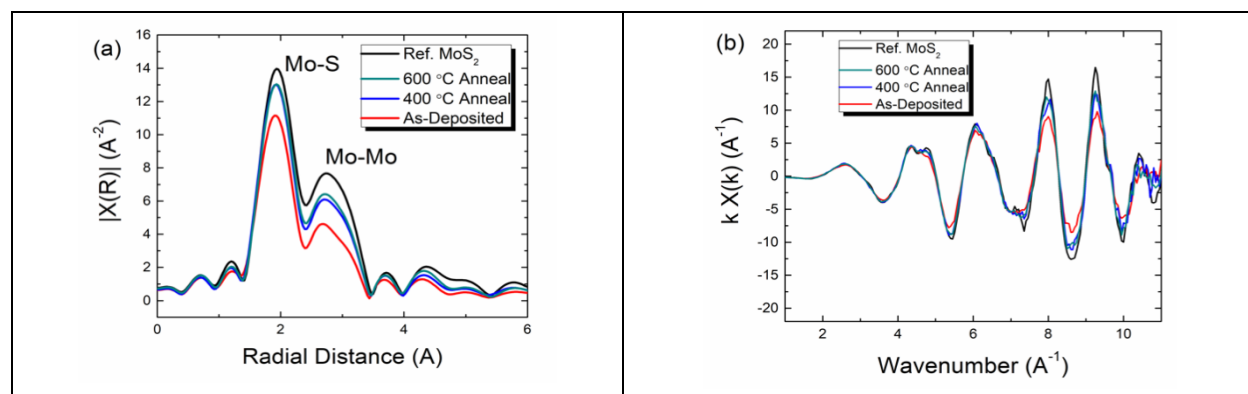 (a)
Mo-S
Mo-Mo
Ref. MoS₂
600 °C Anneal
400 °C Anneal
As-Deposited
|X(R)| (A⁻²)
16
14
12
10
8
6
4
2
0
0 2 4 6
Radial Distance (A)
(b)
Ref. MoS₂
600 °C Anneal
400 °C Anneal
As-Deposited
k X(k) (A⁻¹)
20
15
10
5
0
-5
-10
-15
-20
2 4 6 8 10
Wavenumber (A⁻¹)